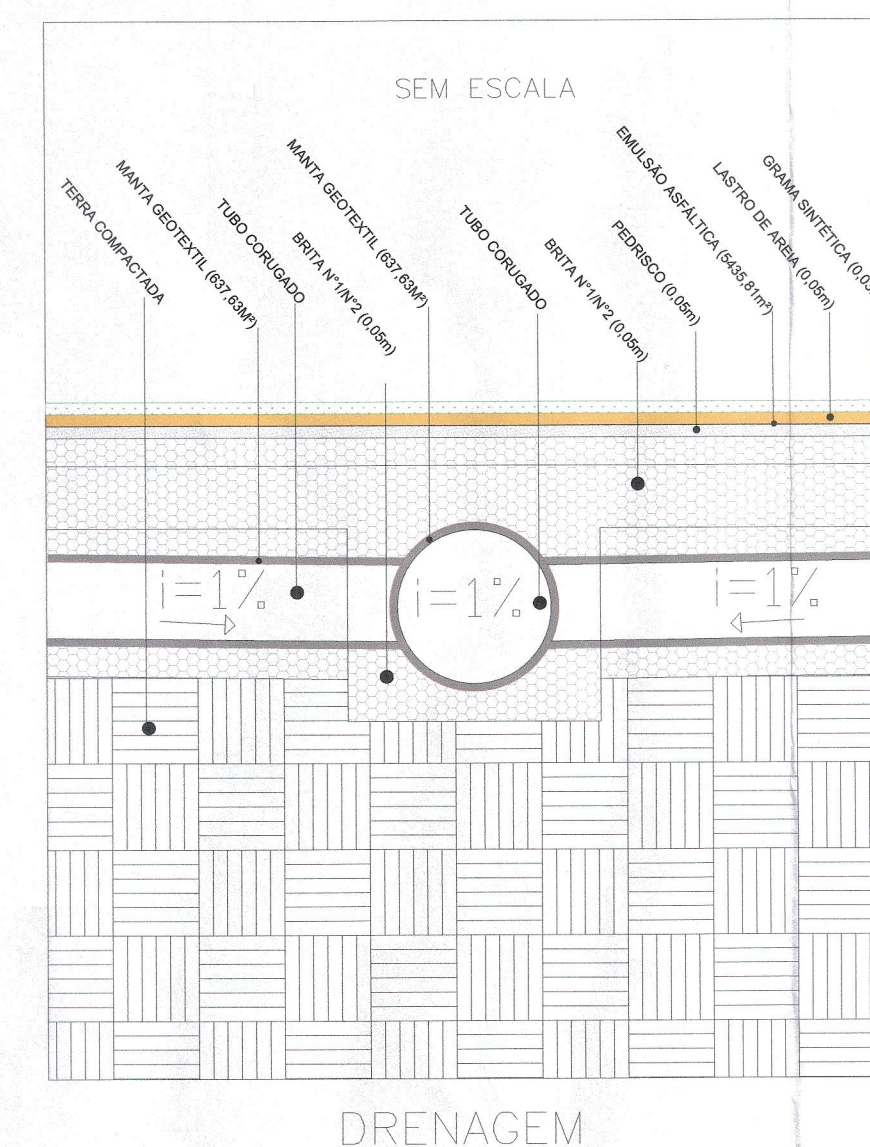 SEM ESCALA
TERRA COMPACTADA
MANTA GEOTEXTIL (637,63M²)
TUBO CORUGADO
BRITA N°1/N°2 (0,05m)
MANTA GEOTEXTIL (637,63M²)
TUBO CORUGADO
BRITA N°1/N°2 (0,05m)
PEDRISCO (0,05m)
EMULSÃO ASFÁLTICA (5435,81m²)
LASTRO DE AREIA (0,05m)
GRAMA SINTÉTICA (0,05
i=1%
i=1%
i=1%
DRENAGEM